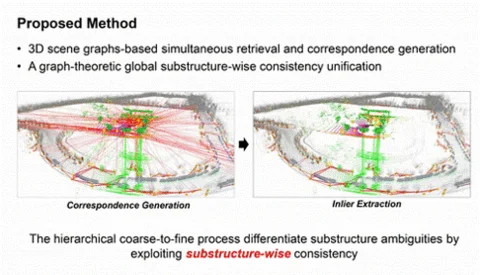 Proposed Method
• 3D scene graphs-based simultaneous retrieval and correspondence generation
• A graph-theoretic global substructure-wise consistency unification
Correspondence Generation
Inlier Extraction
The hierarchical coarse-to-fine process differentiate substructure ambiguities by
exploiting substructure-wise consistency